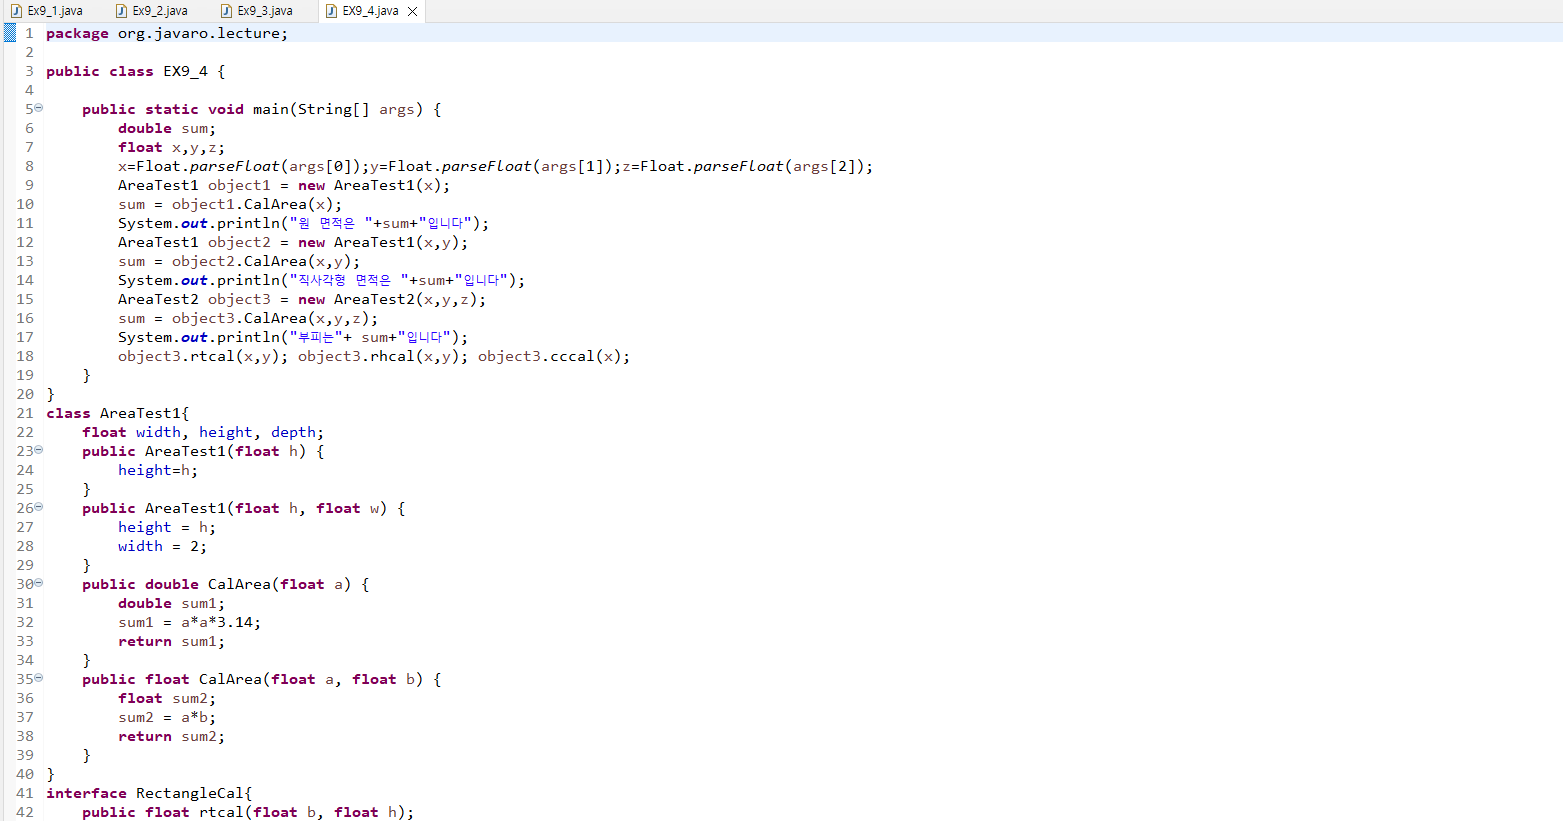 Ex9_1.java Ex9_2.java Ex9_3.java EX9_4.java
1 package org.javaro.lecture;
2
3 public class EX9_4 {
4
5 public static void main(String[] args) {
6 double sum;
7 float x,y,z;
8 x=Float.parseFloat(args[0]);y=Float.parseFloat(args[1]);z=Float.parseFloat(args[2]);
9 AreaTest1 object1 = new AreaTest1(x);
10 sum = object1.CalArea(x);
11 System.out.println("원 면적은 "+sum+"입니다");
12 AreaTest1 object2 = new AreaTest1(x,y);
13 sum = object2.CalArea(x,y);
14 System.out.println("직사각형 면적은 "+sum+"입니다");
15 AreaTest2 object3 = new AreaTest2(x,y,z);
16 sum = object3.CalArea(x,y,z);
17 System.out.println("부피는"+ sum+"입니다");
18 object3.rtcal(x,y); object3.rhcal(x,y); object3.cccal(x);
19 }
20 }
21 class AreaTest1{
22 float width, height, depth;
23 public AreaTest1(float h) {
24 height=h;
25 }
26 public AreaTest1(float h, float w) {
27 height = h;
28 width = 2;
29 }
30 public double CalArea(float a) {
31 double sum1;
32 sum1 = a*a*3.14;
33 return sum1;
34 }
35 public float CalArea(float a, float b) {
36 float sum2;
37 sum2 = a*b;
38 return sum2;
39 }
40 }
41 interface RectangleCal{
42 public float rtcal(float b, float h);